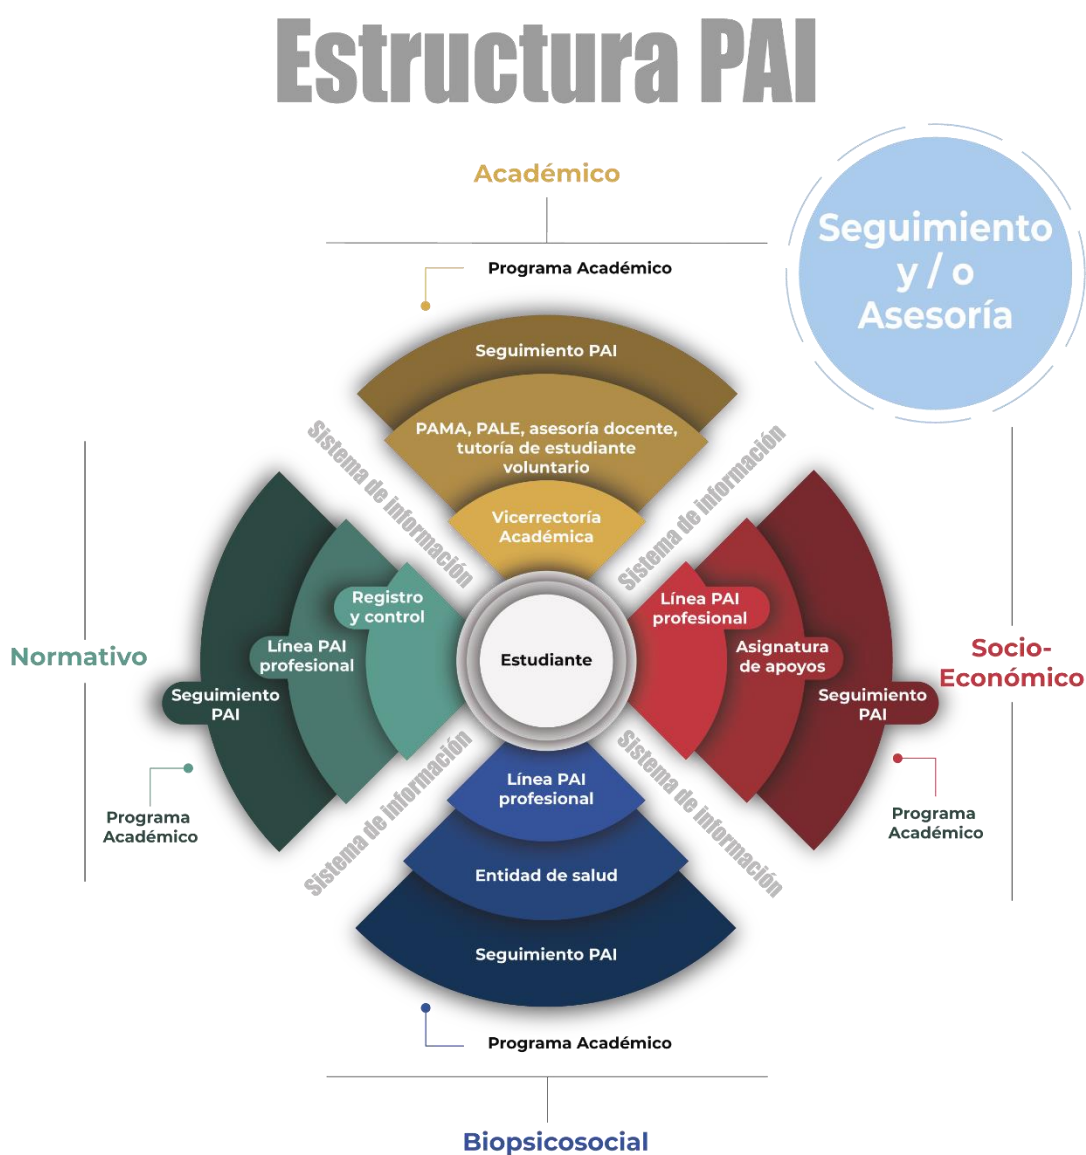 Estructura PAI
Académico
Seguimiento
y / o
Asesoría
Programa Académico
Seguimiento PAI
PAMA, PALE, asesoría docente,
tutoría de estudiante
voluntario
Vicerrectoría
Académica
Sistema de información
Sistema de información
Normativo
Registro
y control
Línea PAI
profesional
Seguimiento
PAI
Programa
Académico
Estudiante
Línea PAI
profesional
Asignatura
de apoyos
Seguimiento
PAI
Socio-
Económico
Programa
Académico
Sistema de información
Sistema de información
Línea PAI
profesional
Entidad de salud
Seguimiento PAI
Programa Académico
Biopsicosocial